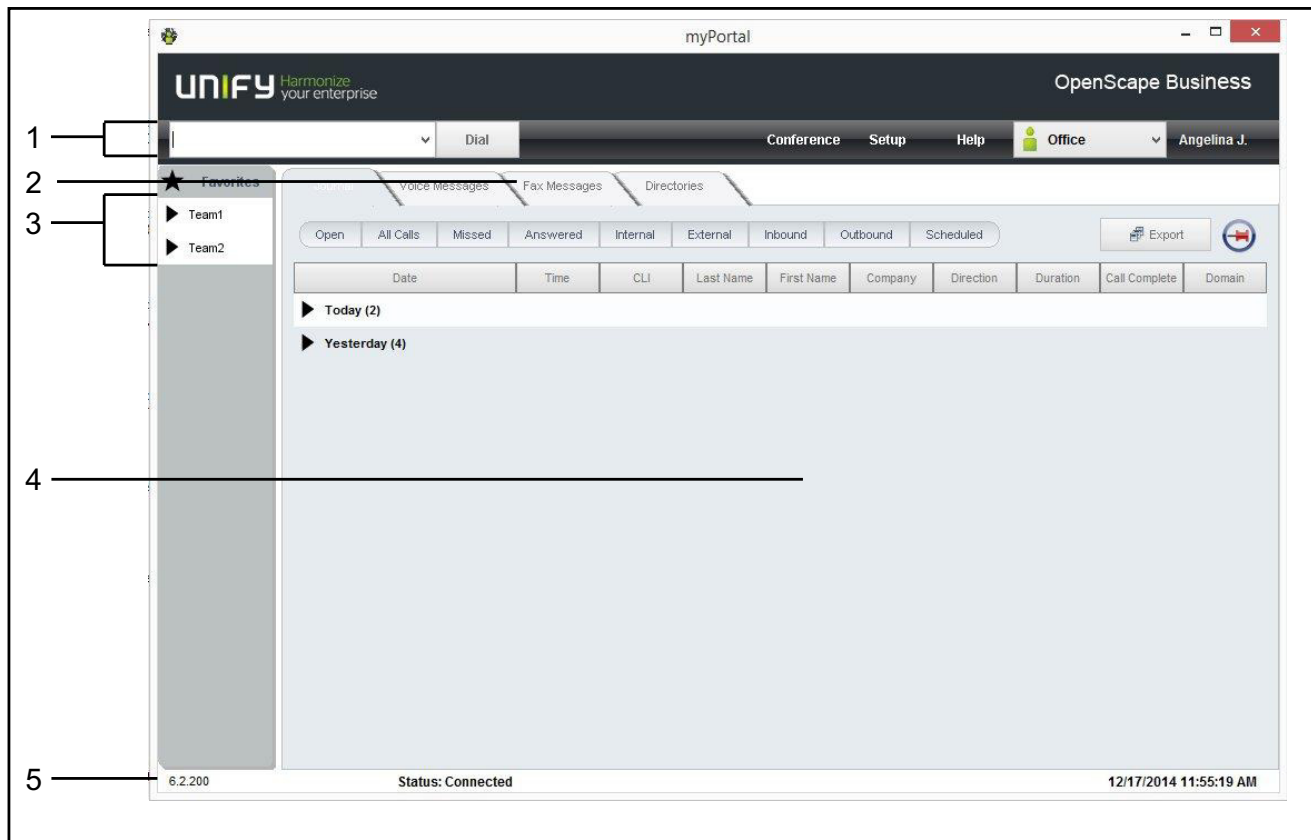 myPortal
UNIFY Harmonize
your enterprise
OpenScape Business
1
Dial
Conference Setup Help Office Angelina J.
2
Favorites
Journal Voice Messages Fax Messages Directories
3
Team1
Team2
Open All Calls Missed Answered Internal External Inbound Outbound Scheduled Export
Date Time CLI Last Name First Name Company Direction Duration Call Complete Domain
Today (2)
Yesterday (4)
4
5
6.2.200 Status: Connected 12/17/2014 11:55:19 AM